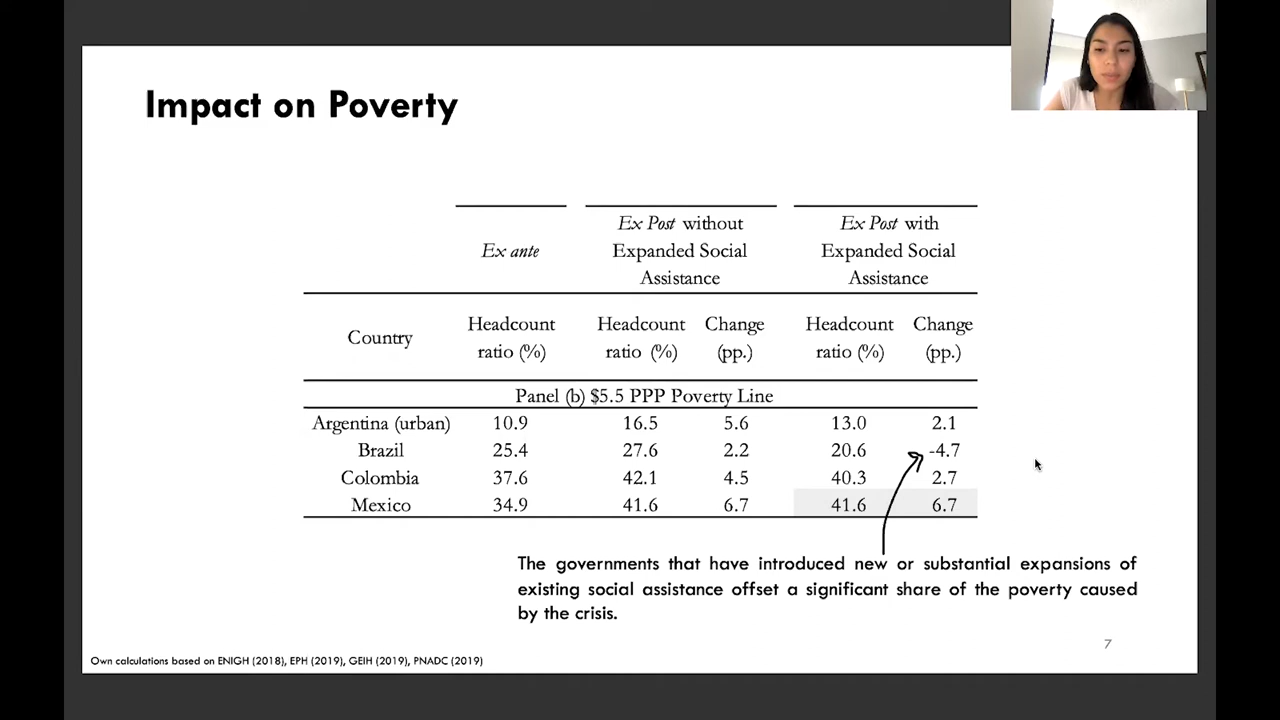 Impact on Poverty
Ex ante
Ex Post without Expanded Social Assistance
Ex Post with Expanded Social Assistance
Country
Headcount ratio (%)
Headcount ratio (%)
Change (pp.)
Headcount ratio (%)
Change (pp.)
Panel (b) $5.5 PPP Poverty Line
Argentina (urban) 10.9 16.5 5.6 13.0 2.1
Brazil 25.4 27.6 2.2 20.6 -4.7
Colombia 37.6 42.1 4.5 40.3 2.7
Mexico 34.9 41.6 6.7 41.6 6.7
The governments that have introduced new or substantial expansions of
existing social assistance offset a significant share of the poverty caused
by the crisis.
7
Own calculations based on ENIGH (2018), EPH (2019), GEIH (2019), PNADC (2019)